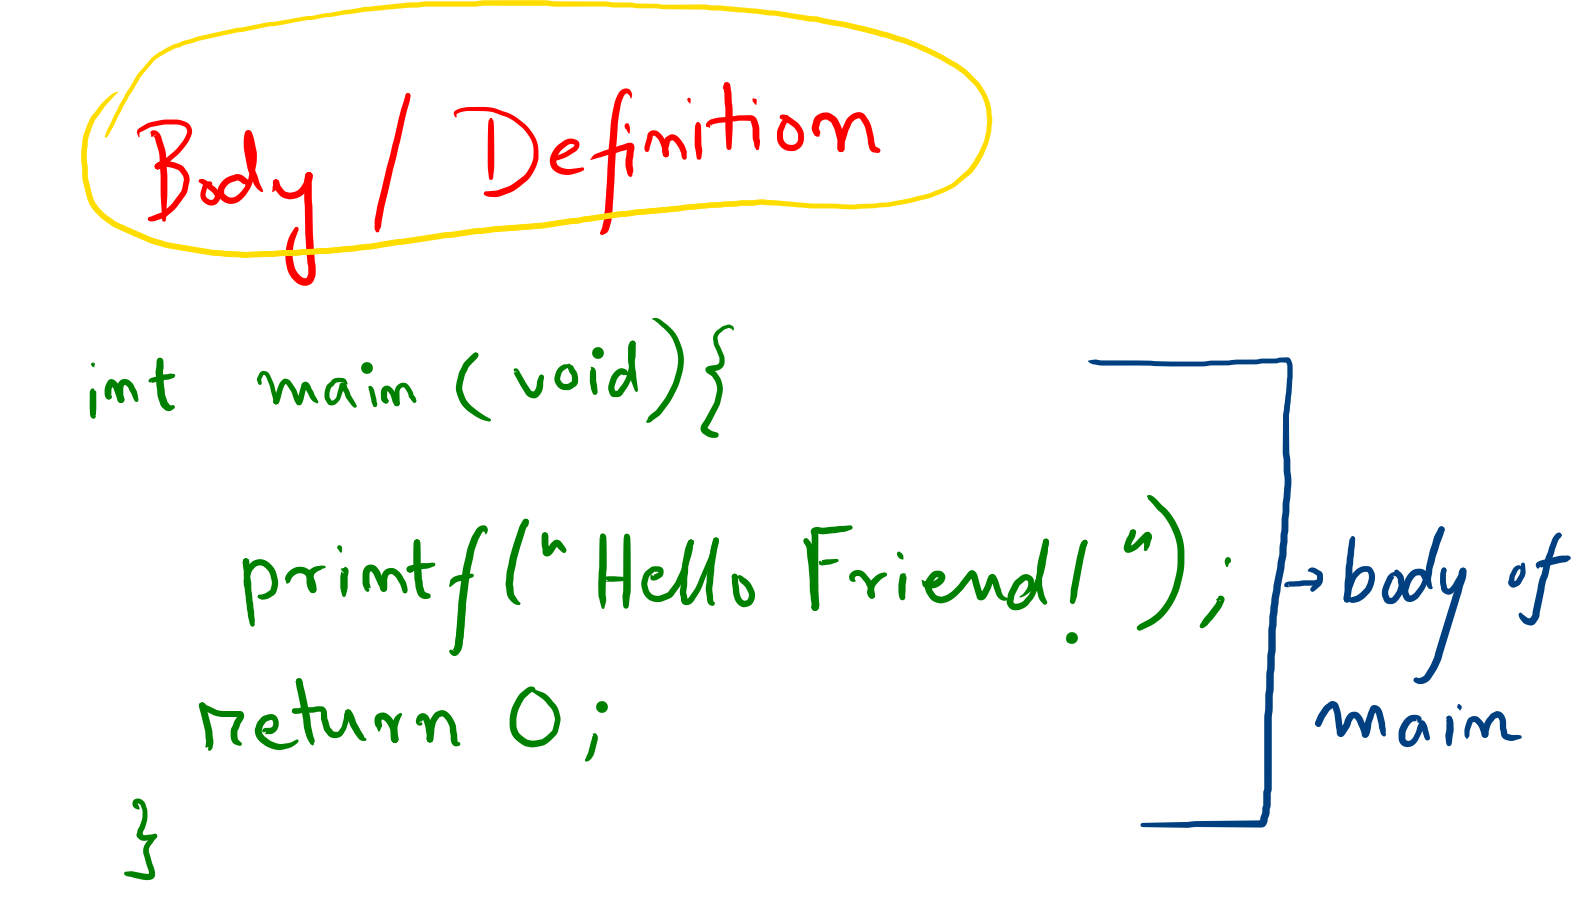 Body / Definition
int main (void){
printf("Hello Friend!");
return 0;
}
→ body of
main